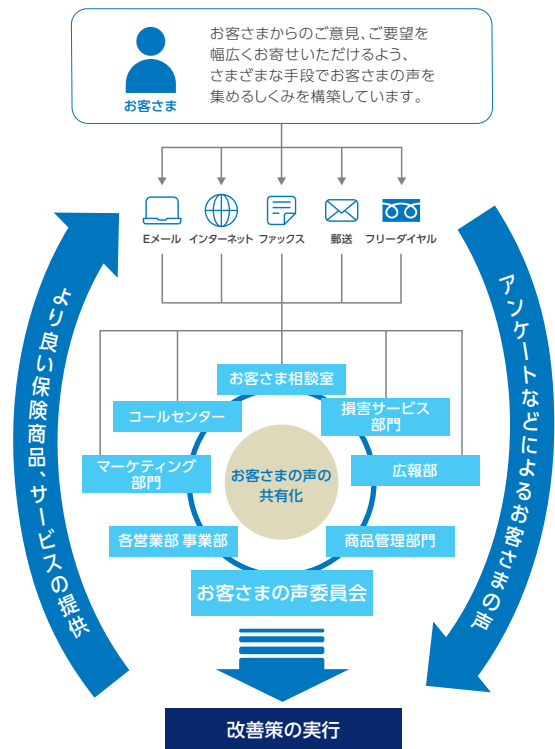 お客さまからのご意見、ご要望を
幅広くお寄せいただけるよう、
さまざまな手段でお客さまの声を
集めるしくみを構築しています。
お客さま
Eメール
インターネット
ファックス
郵送
フリーダイヤル
より良い保険商品、サービスの提供
アンケートなどによるお客さまの声
お客さま相談室
コールセンター
損害サービス
部門
マーケティング
部門
お客さまの声の
共有化
広報部
各営業部 事業部
商品管理部門
お客さまの声委員会
改善策の実行